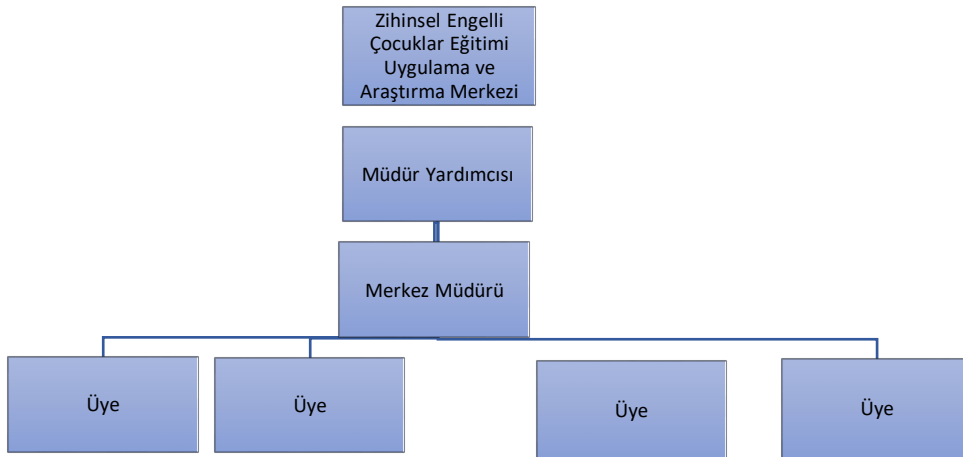 Zihinsel Engelli
Çocuklar Eğitimi
Uygulama ve
Araştırma Merkezi
Müdür Yardımcısı
Merkez Müdürü
Üye
Üye
Üye
Üye